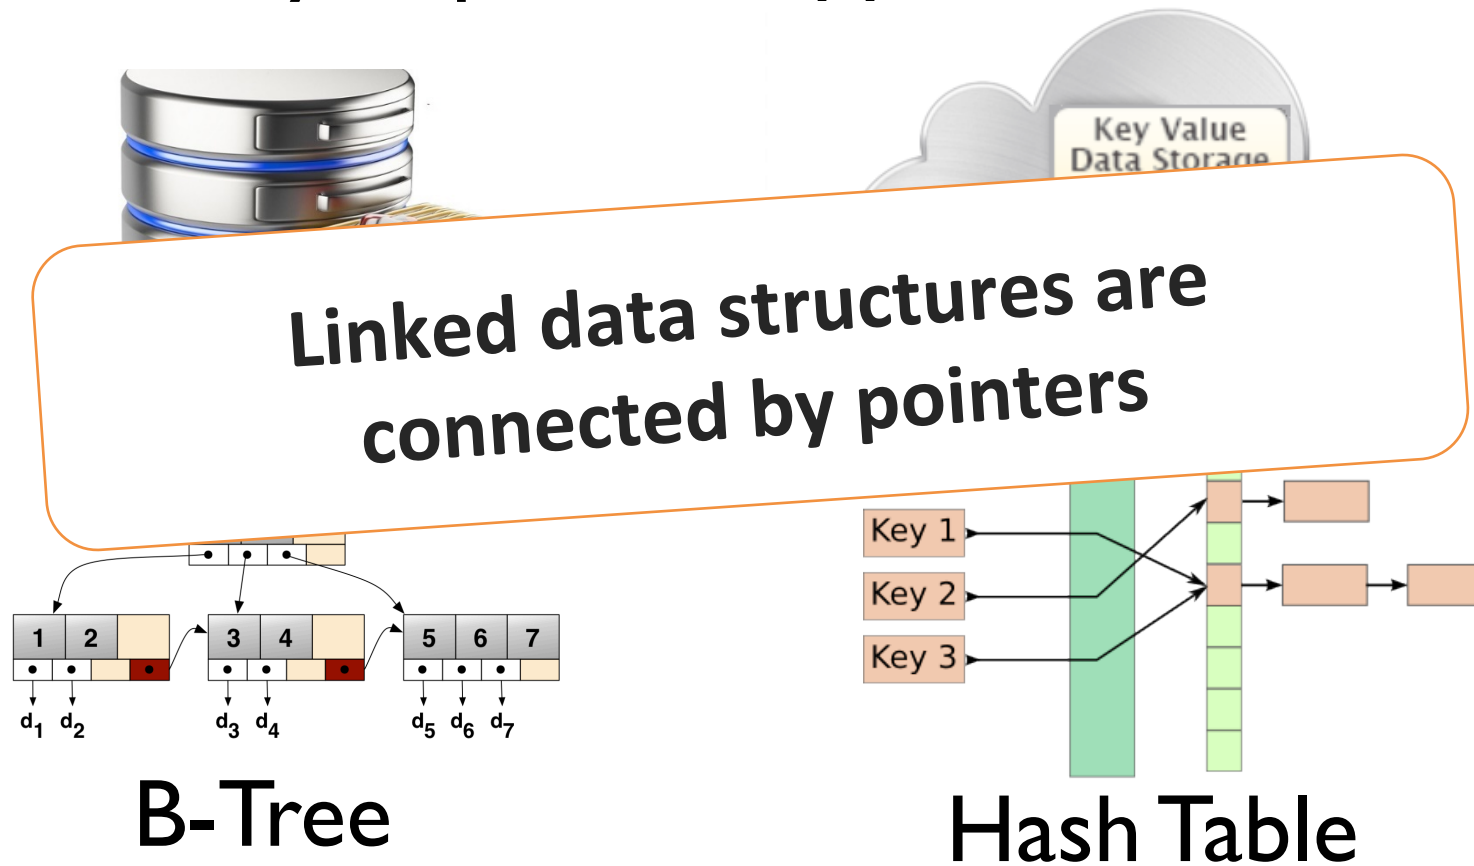 Key Value
Data Storage
Linked data structures are
connected by pointers
Key 1
Key 2
Key 3
1 2
3 4
5 6 7
d1 d2
d3 d4
d5 d6 d7
B-Tree
Hash Table